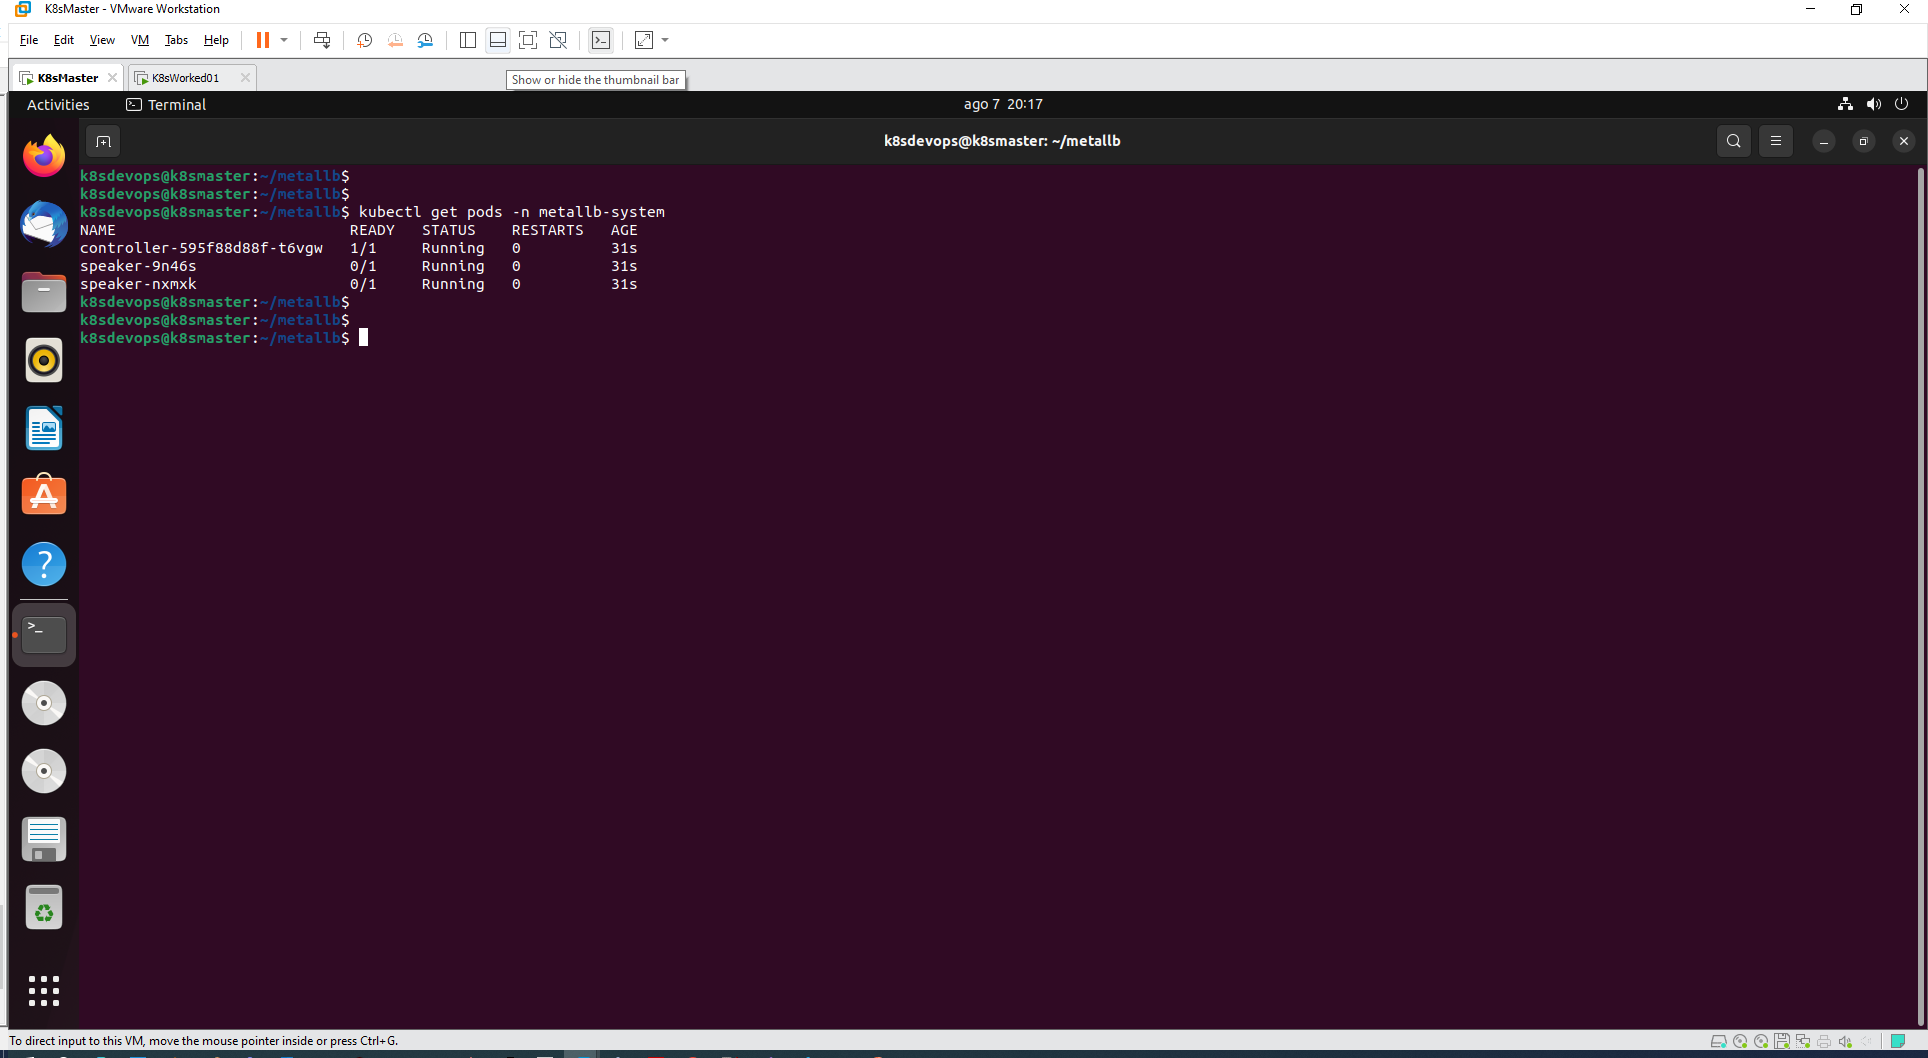 K8sMaster - VMware Workstation
File Edit View VM Tabs Help
K8sMaster K8sWorked01
Show or hide the thumbnail bar
Activities Terminal ago 7 20:17
k8sdevops@k8smaster: ~/metallb
k8sdevops@k8smaster:~/metallb$
k8sdevops@k8smaster:~/metallb$
k8sdevops@k8smaster:~/metallb$ kubectl get pods -n metallb-system
NAME READY STATUS RESTARTS AGE
controller-595f88d88f-t6vgw 1/1 Running 0 31s
speaker-9n46s 0/1 Running 0 31s
speaker-nxmxk 0/1 Running 0 31s
k8sdevops@k8smaster:~/metallb$
k8sdevops@k8smaster:~/metallb$
k8sdevops@k8smaster:~/metallb$
To direct input to this VM, move the mouse pointer inside or press Ctrl+G.